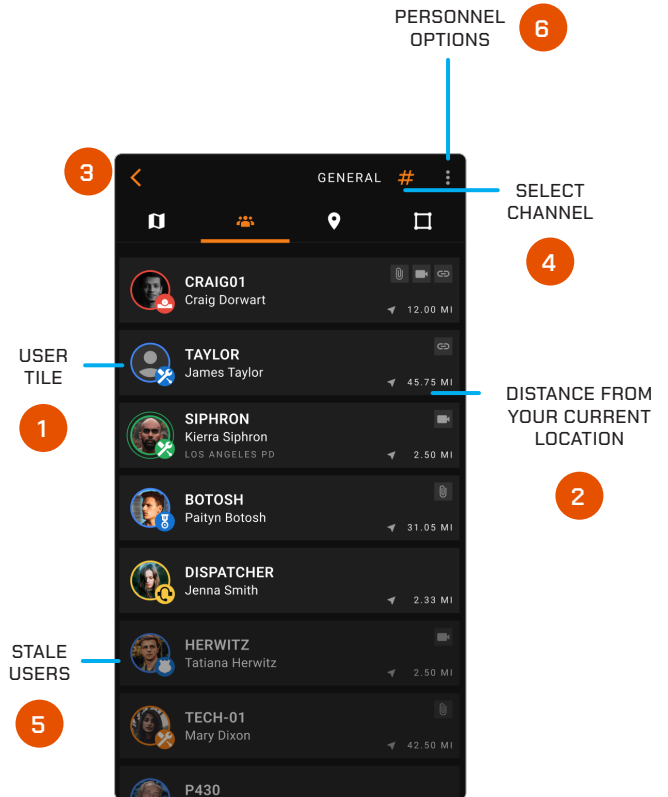 PERSONNEL
OPTIONS
6
3
GENERAL #
SELECT
CHANNEL
4
CRAIG01
Craig Dorwart
12.00 MI
USER
TILE
1
TAYLOR
James Taylor
45.75 MI
DISTANCE FROM
YOUR CURRENT
LOCATION
2
SIPHRON
Kierra Siphron
LOS ANGELES PD
2.50 MI
BOTOSH
Paityn Botosh
31.05 MI
DISPATCHER
Jenna Smith
2.33 MI
STALE
USERS
5
HERWITZ
Tatiana Herwitz
2.50 MI
TECH-01
Mary Dixon
42.50 MI
P430